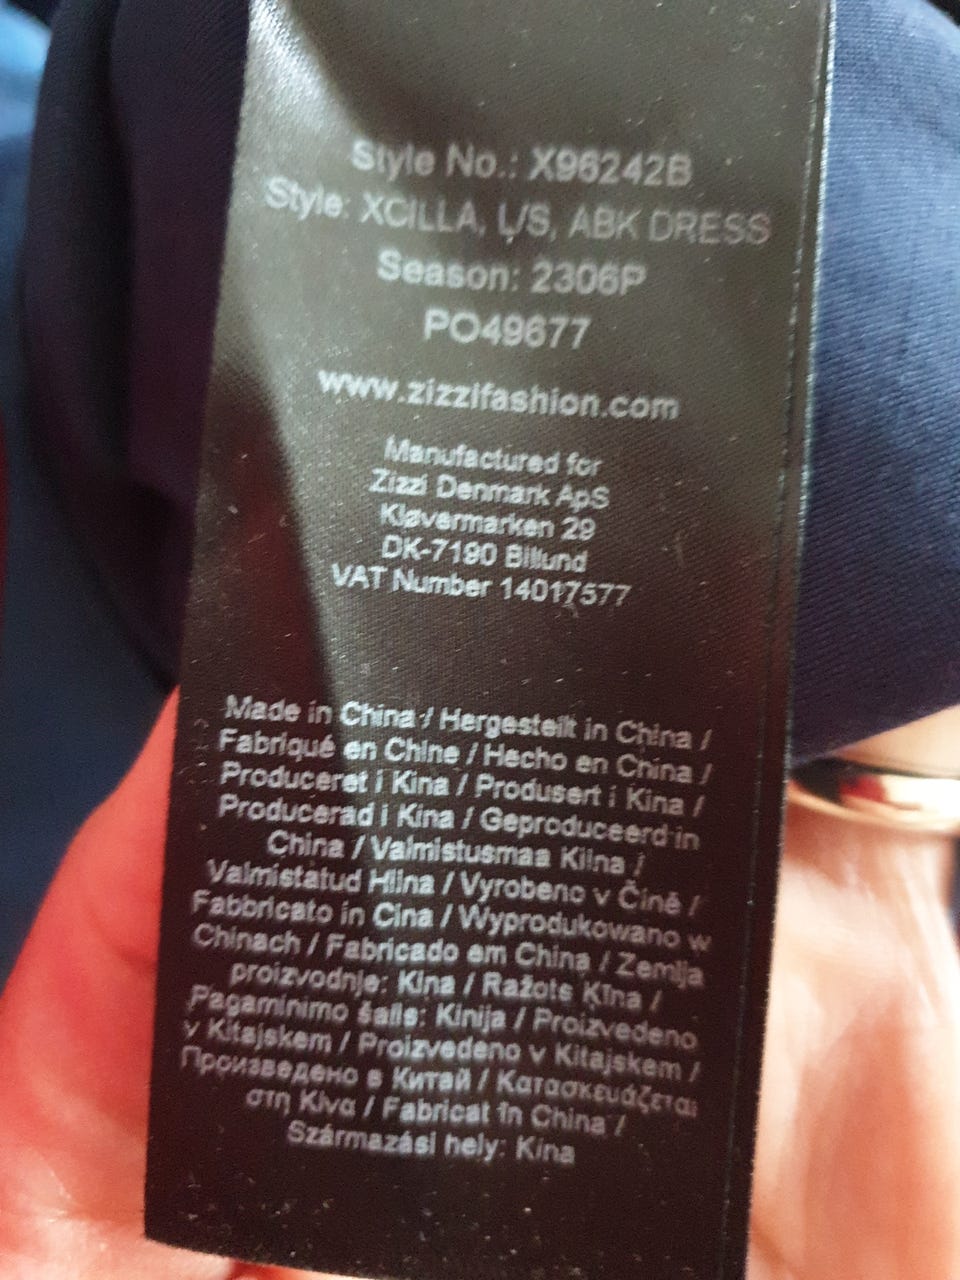 Style No.: X96242B
Style: XCILLA, L/S, ABK DRESS
Season: 2306P
PO49677
www.zizzifashion.com
Manufactured for
Zizzi Denmark ApS
Kløvermarken 29
DK-7190 Billund
VAT Number 14017577
Made in China / Hergestellt in China /
Fabriqué en Chine / Hecho en China /
Produceret i Kina / Produsert i Kina /
Producerad i Kina / Geproduceerd in
China / Valmistusmaa Kiina /
Valmistatud Hiina / Vyrobeno v Číně /
Fabbricato in Cina / Wyprodukowano w
Chinach / Fabricado em China / Zemlja
proizvodnje: Kina / Ražots Ķīna /
Pagaminimo šalis: Kinija / Proizvedeno
v Kitajskem / Proizvedeno v Kitajskem /
Произведено в Китай / Κατασκευάζεται
στη Κίνα / Fabricat în China /
Származási hely: Kína